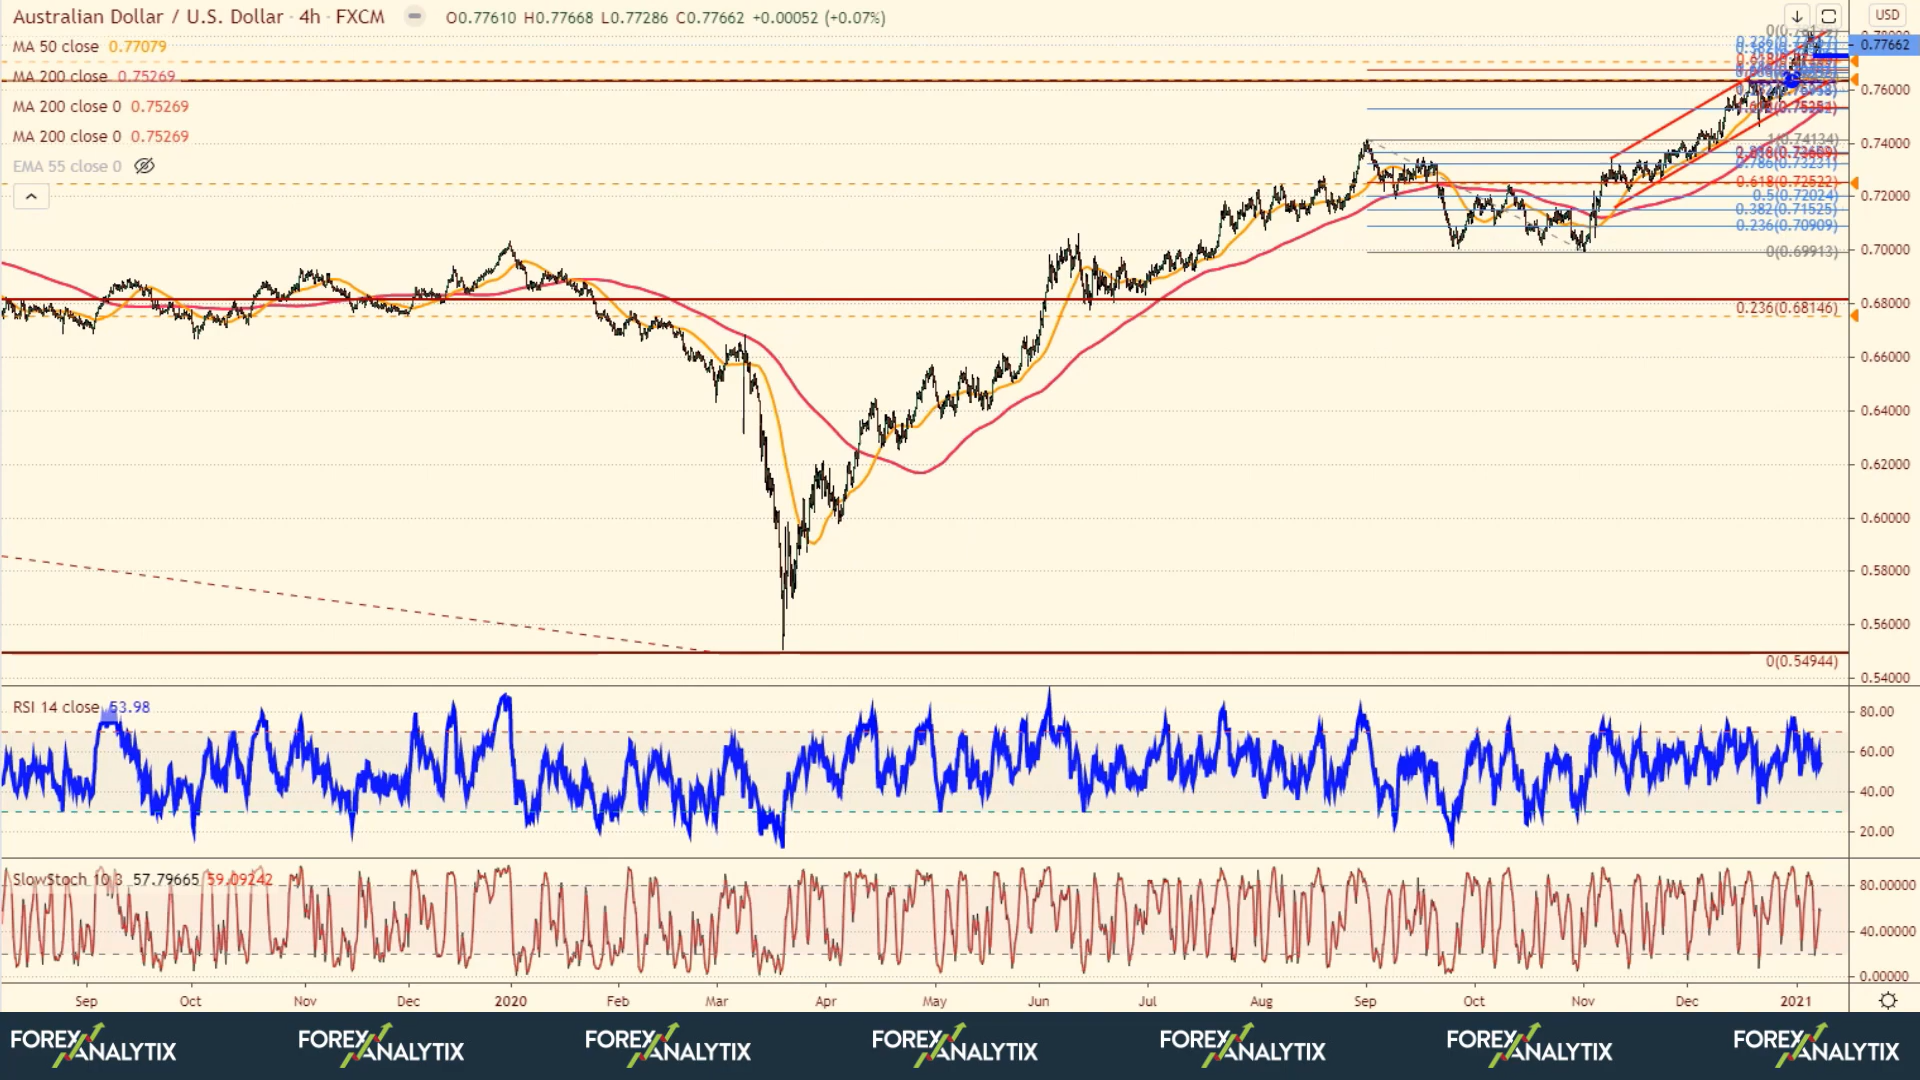 Australian Dollar / U.S. Dollar · 4h · FXCM O0.77610 H0.77668 L0.77286 C0.77662 +0.00052 (+0.07%)
USD
MA 50 close 0.77079
0.77662
MA 200 close 0.75269
0.76000
MA 200 close 0 0.75269
MA 200 close 0 0.75269
1(0.74134)
0.74000
EMA 55 close 0
0.786(0.73231)
0.618(0.72522)
0.5(0.72024)
0.72000
0.382(0.71525)
0.236(0.70909)
0(0.69913)
0.70000
0.68000
0.236(0.68146)
0.66000
0.64000
0.62000
0.60000
0.58000
0.56000
0(0.54944)
0.54000
RSI 14 close 53.98
80.00
60.00
40.00
20.00
SlowStoch 10 3 57.79665 59.09242
80.00000
40.00000
0.00000
Sep Oct Nov Dec 2020 Feb Mar Apr May Jun Jul Aug Sep Oct Nov Dec 2021
FOREX ANALYTIX FOREX ANALYTIX FOREX ANALYTIX FOREX ANALYTIX FOREX ANALYTIX FOREX ANALYTIX FOREX ANALYTIX